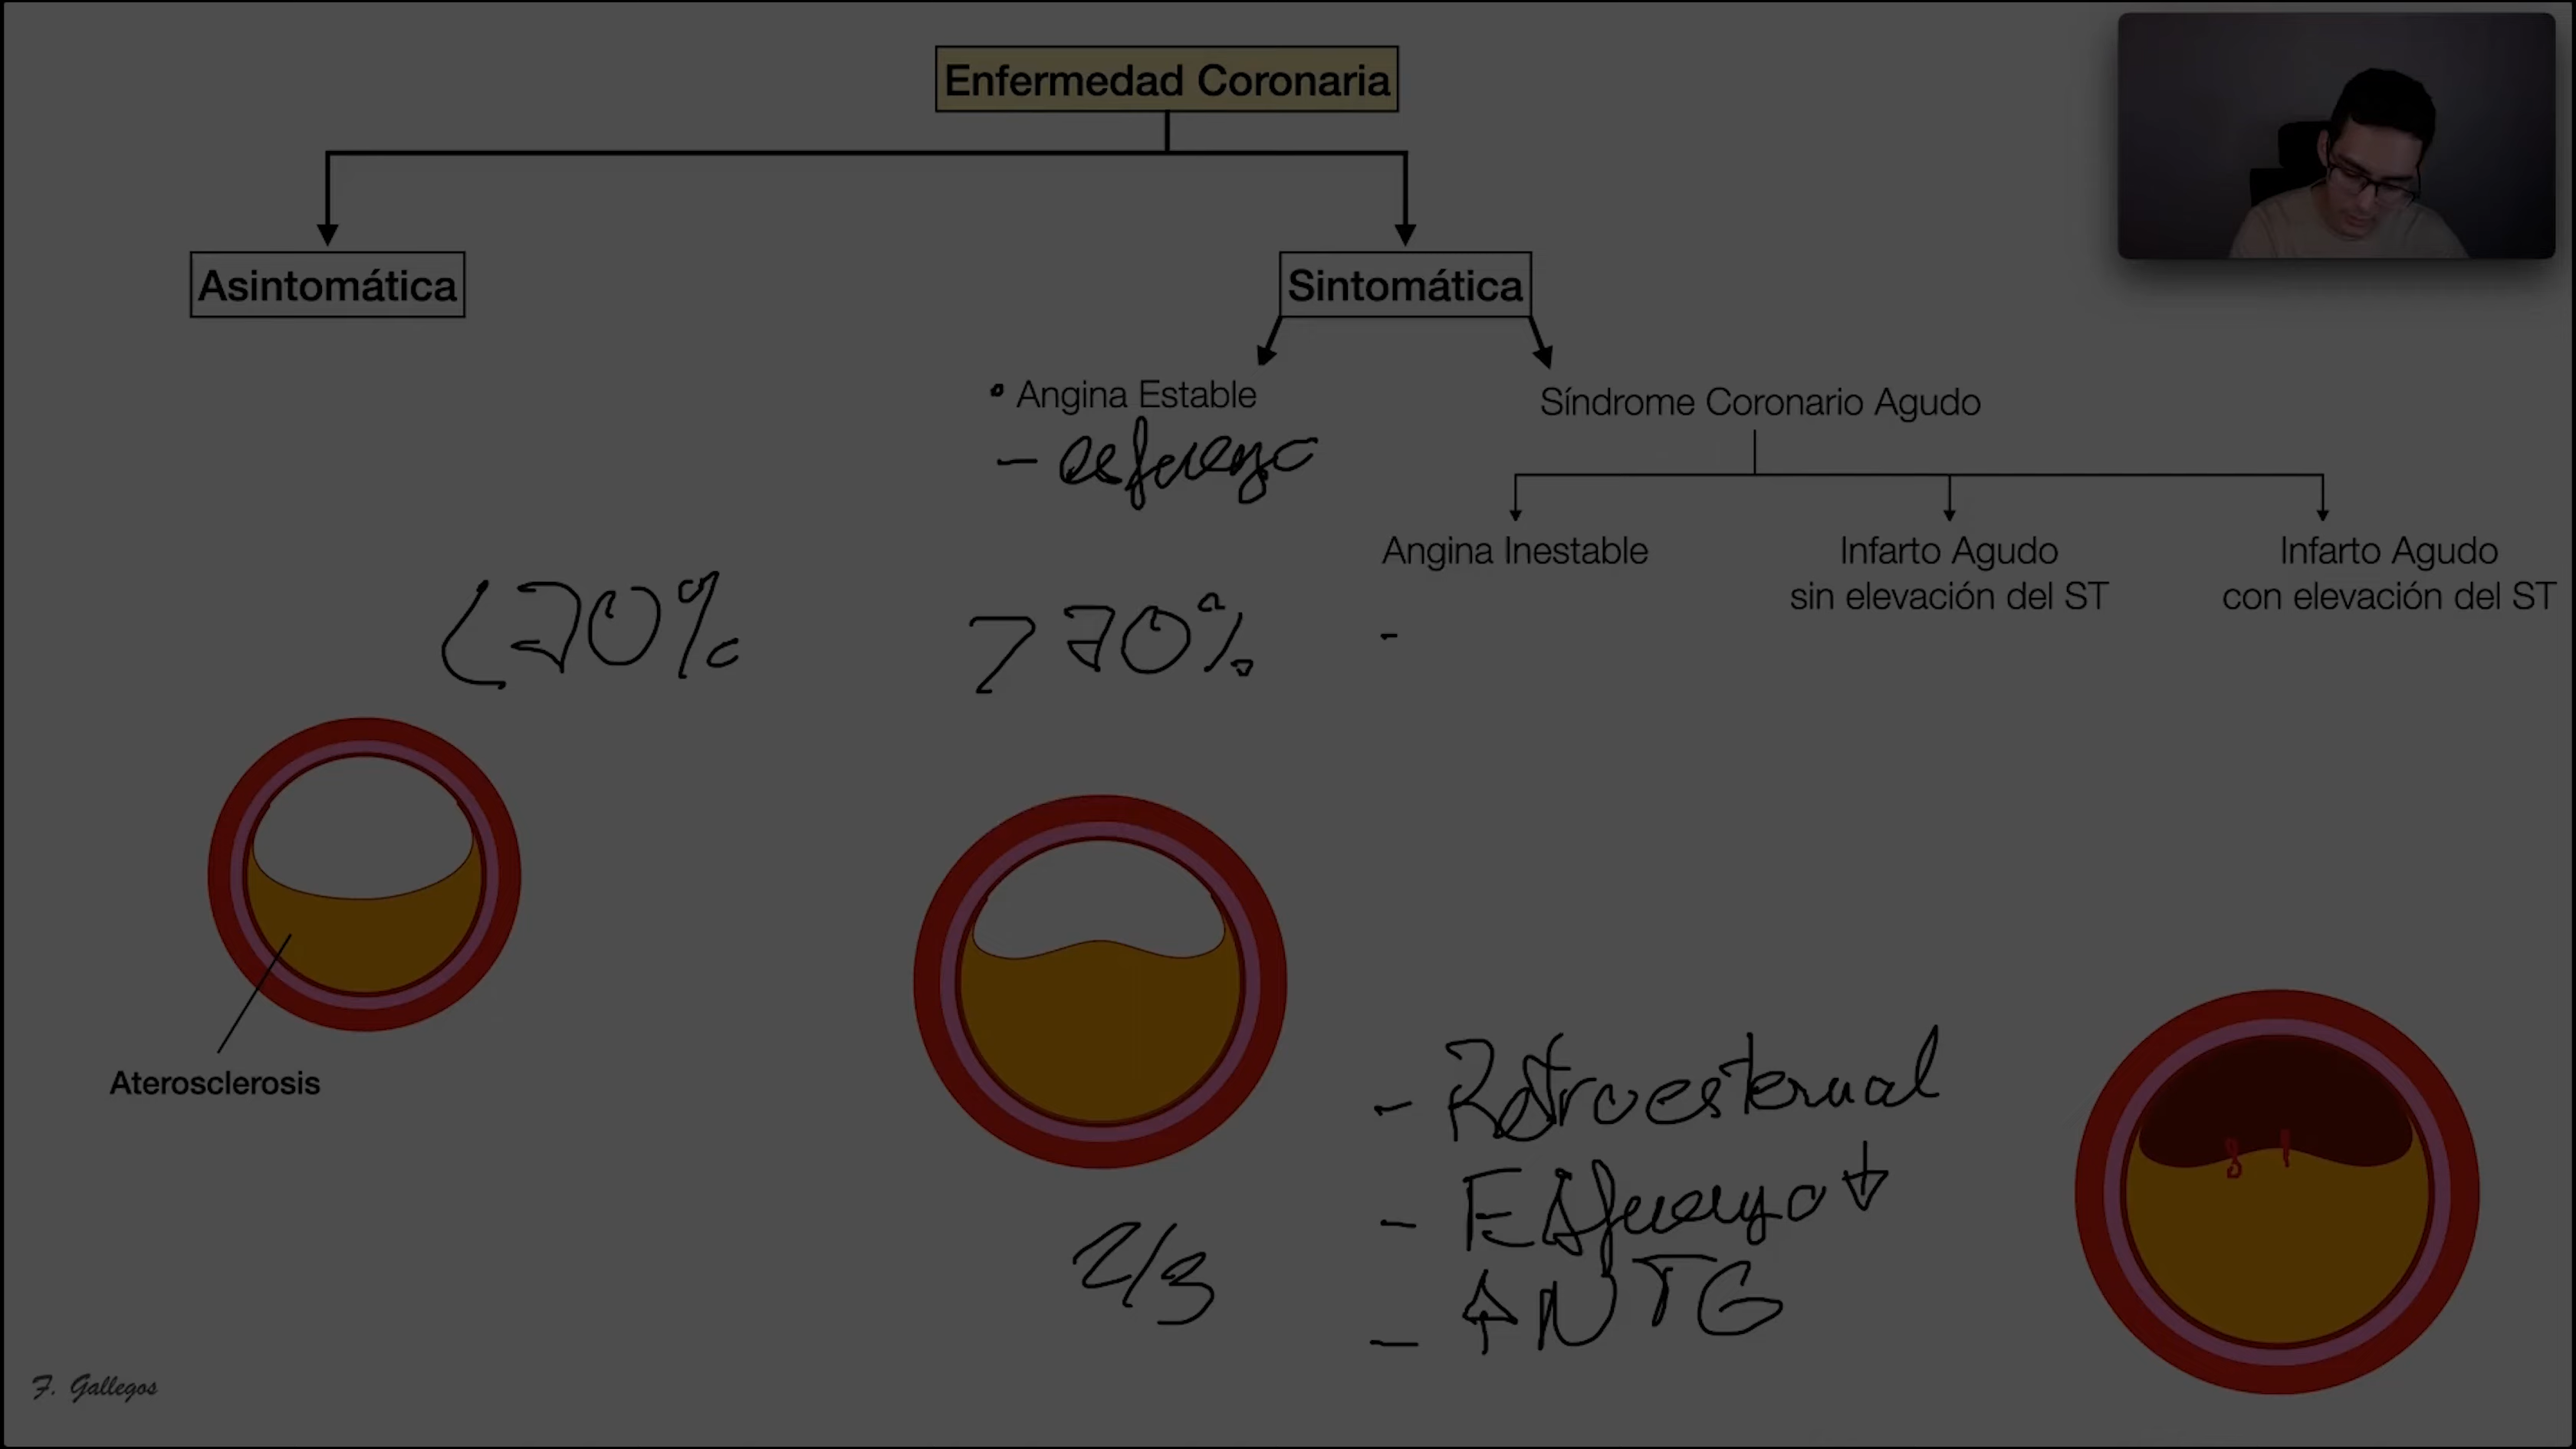 Enfermedad Coronaria
Asintomática
Sintomática
• Angina Estable
- esfuerzo
Síndrome Coronario Agudo
Angina Inestable
Infarto Agudo
sin elevación del ST
Infarto Agudo
con elevación del ST
<70%
>70%
-
Aterosclerosis
- Retroesternal
- Esfuerzo ↓
- ↑ NTG
2/3
F. Gallegos